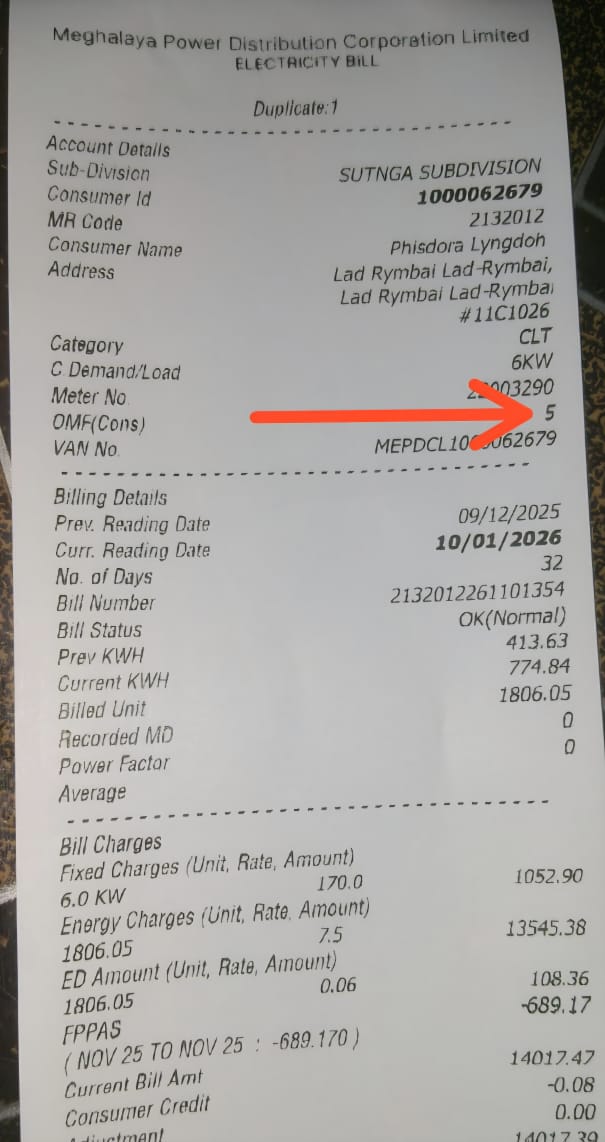 Meghalaya Power Distribution Corporation Limited
ELECTRICITY BILL
Duplicate:1
Account Details
Sub-Division SUTNGA SUBDIVISION
Consumer Id 1000062679
MR Code 2132012
Consumer Name Phisdora Lyngdoh
Address Lad Rymbai Lad-Rymbai,
Lad Rymbai Lad-Rymbai
#11C1026
Category CLT
C.Demand/Load 6KW
Meter No.
OMF(Cons) 5
VAN No.
Billing Details
Prev. Reading Date 09/12/2025
Curr. Reading Date 10/01/2026
No. of Days 32
Bill Number 2132012261101354
Bill Status OK(Normal)
Prev KWH 413.63
Current KWH 774.84
Billed Unit 1806.05
Recorded MD 0
Power Factor 0
Average
Bill Charges
Fixed Charges (Unit, Rate, Amount)
6.0 KW 170.0 1052.90
Energy Charges (Unit, Rate, Amount)
1806.05 7.5 13545.38
ED Amount (Unit, Rate, Amount)
1806.05 0.06 108.36
FPPAS -689.17
( NOV 25 TO NOV 25 : -689.170 )
Current Bill Amt 14017.47
Consumer Credit -0.08
Adjustment 0.00
14017.39